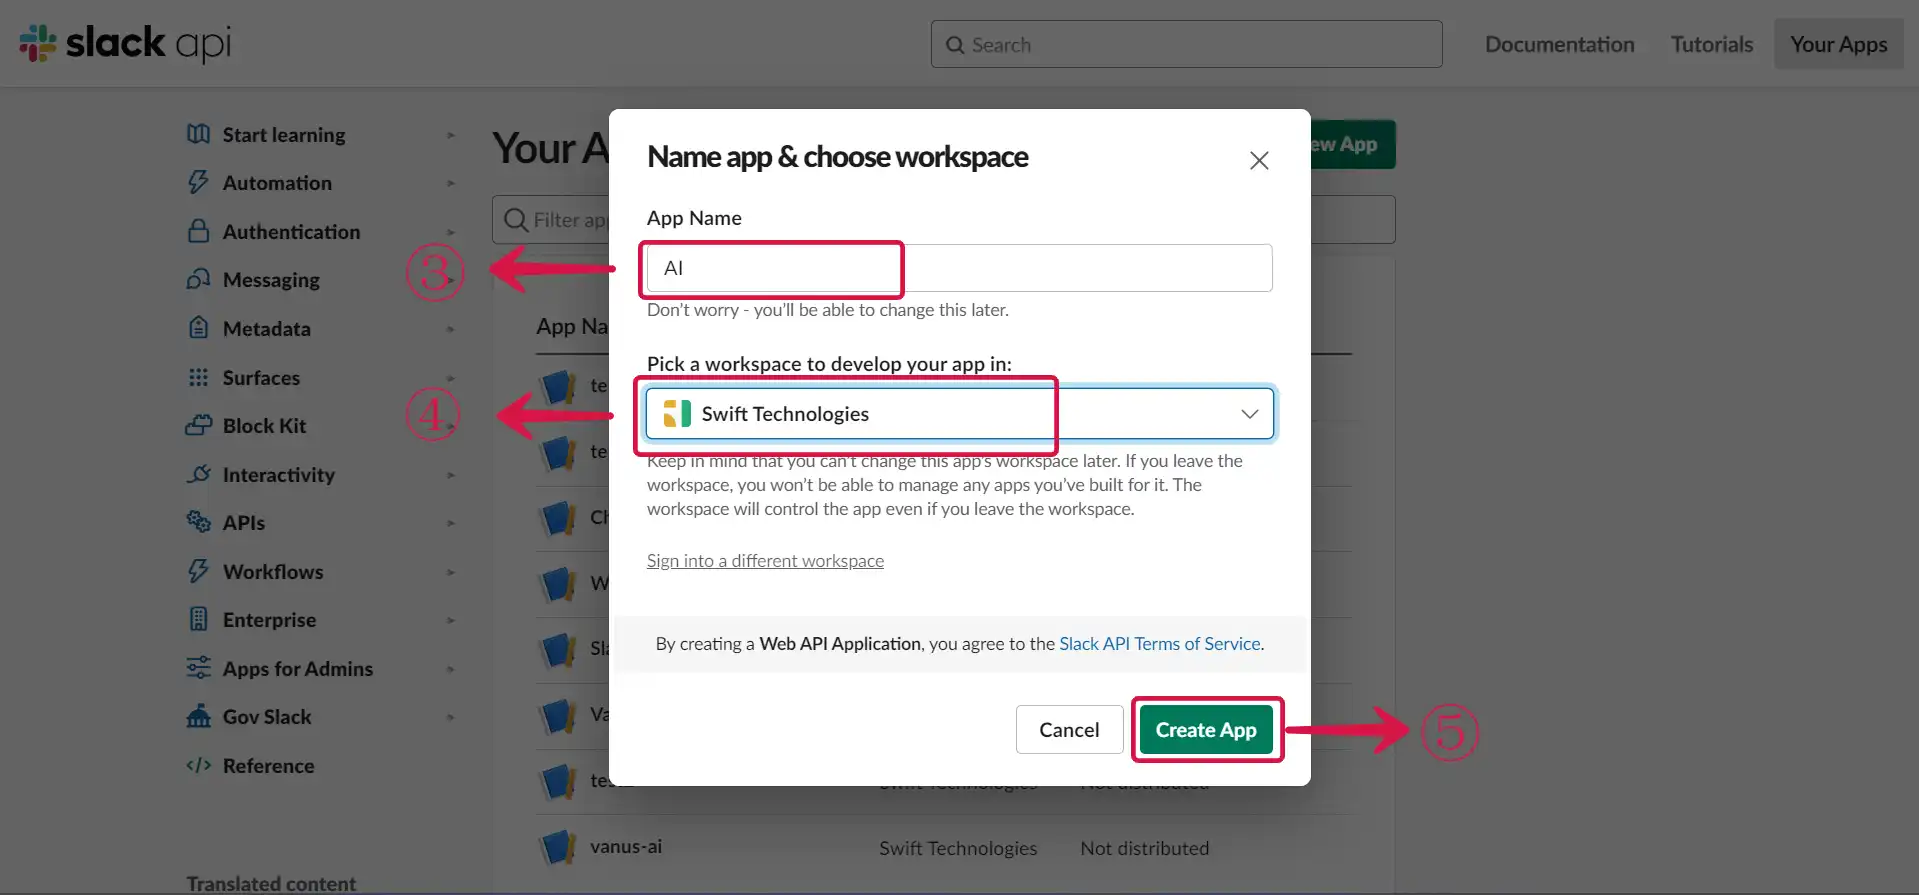 slack api
Search
Documentation
Tutorials
Your Apps
Start learning
Automation
Authentication
Messaging
Metadata
Surfaces
Block Kit
Interactivity
APIs
Workflows
Enterprise
Apps for Admins
Gov Slack
Reference
Translated content
Your A
ew App
Filter app
App Na
te
te
Ch
W
Sla
Va
vanus-ai
Swift Technologies
Not distributed
Swift Technologies
Not distributed
Name app & choose workspace
App Name
③
AI
Don't worry - you'll be able to change this later.
Pick a workspace to develop your app in:
④
Swift Technologies
Keep in mind that you can't change this app's workspace later. If you leave the
workspace, you won't be able to manage any apps you've built for it. The
workspace will control the app even if you leave the workspace.
Sign into a different workspace
By creating a Web API Application, you agree to the Slack API Terms of Service.
Cancel
Create App
⑤